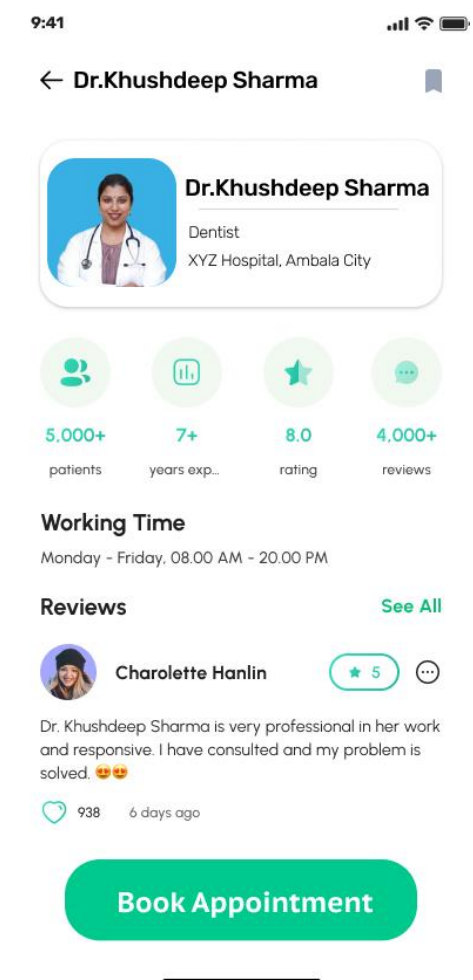 9:41
Dr.Khushdeep Sharma
Dr.Khushdeep Sharma
Dentist
XYZ Hospital, Ambala City
5,000+
7+
8.0
4,000+
patients
years exp...
rating
reviews
Working Time
Monday - Friday, 08.00 AM - 20.00 PM
Reviews
See All
Charolette Hanlin
5
Dr. Khushdeep Sharma is very professional in her work
and responsive. I have consulted and my problem is
solved. 😍😍
938
6 days ago
Book Appointment